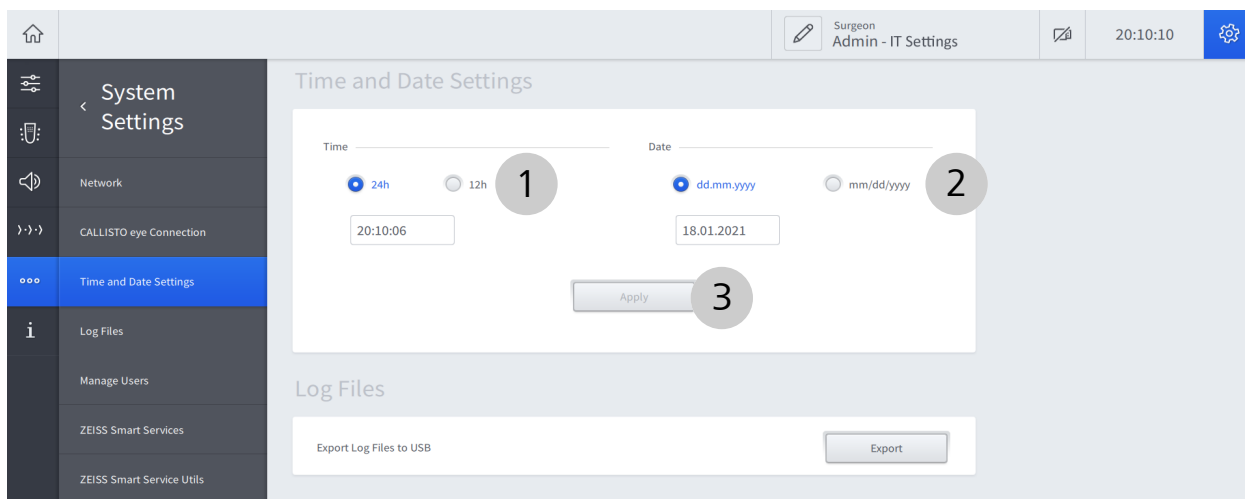 Surgeon
Admin - IT Settings
20:10:10
System
Settings
Network
CALLISTO eye Connection
Time and Date Settings
Log Files
Manage Users
ZEISS Smart Services
ZEISS Smart Service Utils
Time and Date Settings
Time
24h
12h
1
20:10:06
Date
dd.mm.yyyy
mm/dd/yyyy
2
18.01.2021
Apply
3
Log Files
Export Log Files to USB
Export